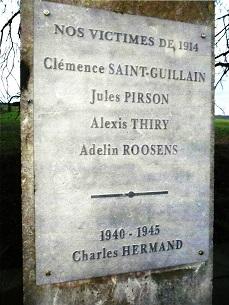 NOS VICTIMES DE 1914
Clémence SAINT-GUILLAIN
Jules PIRSON
Alexis THIRY
Adelin ROOSENS
1940 - 1945
Charles HERMAND